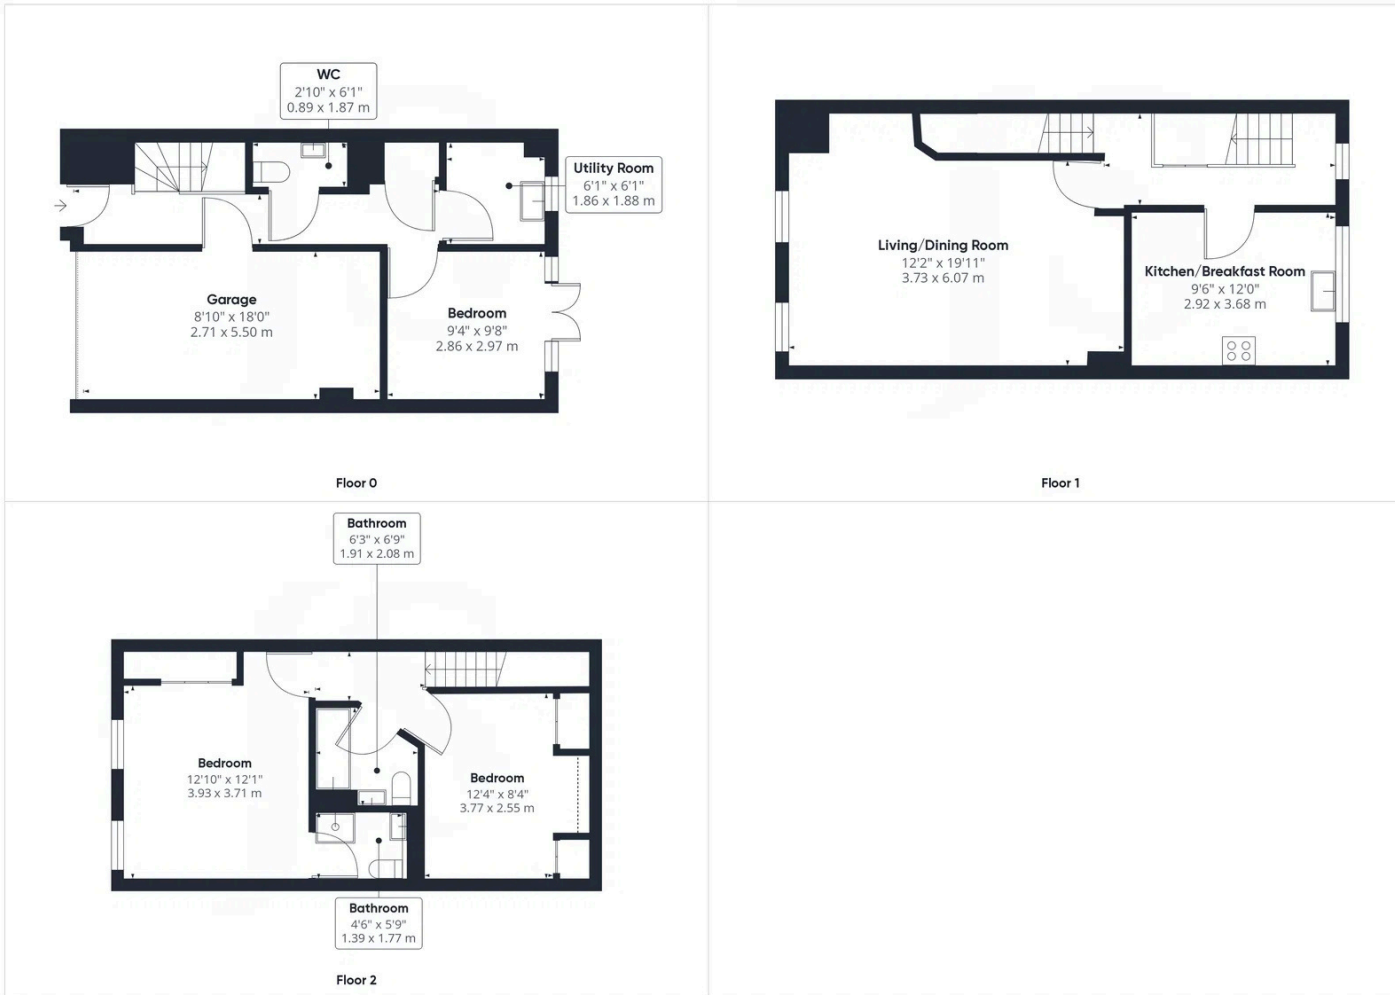 WC
2'10" x 6'1"
0.89 x 1.87 m
Utility Room
6'1" x 6'1"
1.86 x 1.88 m
Garage
8'10" x 18'0"
2.71 x 5.50 m
Bedroom
9'4" x 9'8"
2.86 x 2.97 m
Floor 0
Living/Dining Room
12'2" x 19'11"
3.73 x 6.07 m
Kitchen/Breakfast Room
9'6" x 12'0"
2.92 x 3.68 m
Floor 1
Bathroom
6'3" x 6'9"
1.91 x 2.08 m
Bedroom
12'10" x 12'1"
3.93 x 3.71 m
Bedroom
12'4" x 8'4"
3.77 x 2.55 m
Bathroom
4'6" x 5'9"
1.39 x 1.77 m
Floor 2